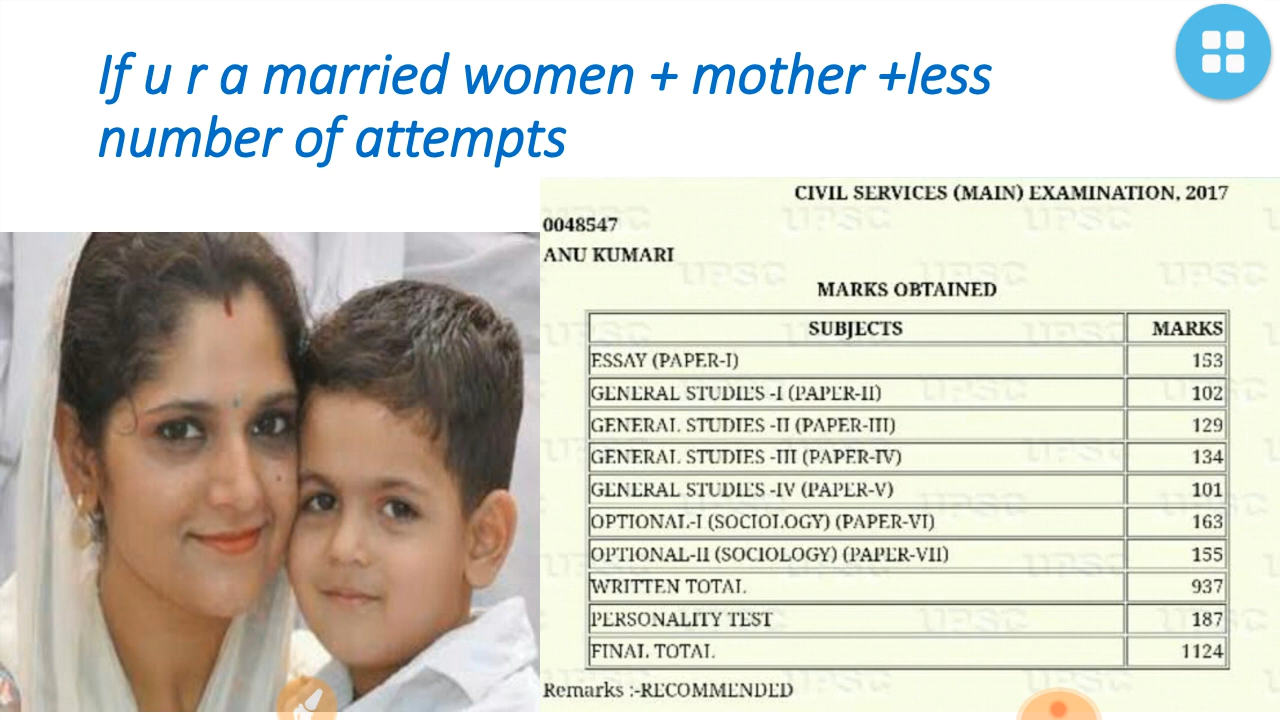 If u r a married women + mother +less
number of attempts
CIVIL SERVICES (MAIN) EXAMINATION, 2017
0048547
ANU KUMARI
MARKS OBTAINED
SUBJECTS MARKS
ESSAY (PAPER-I) 153
GENERAL STUDIES -I (PAPER-II) 102
GENERAL STUDIES -II (PAPER-III) 129
GENERAL STUDIES -III (PAPER-IV) 134
GENERAL STUDIES -IV (PAPER-V) 101
OPTIONAL-I (SOCIOLOGY) (PAPER-VI) 163
OPTIONAL-II (SOCIOLOGY) (PAPER-VII) 155
WRITTEN TOTAL 937
PERSONALITY TEST 187
FINAL TOTAL 1124
Remarks :-RECOMMENDED